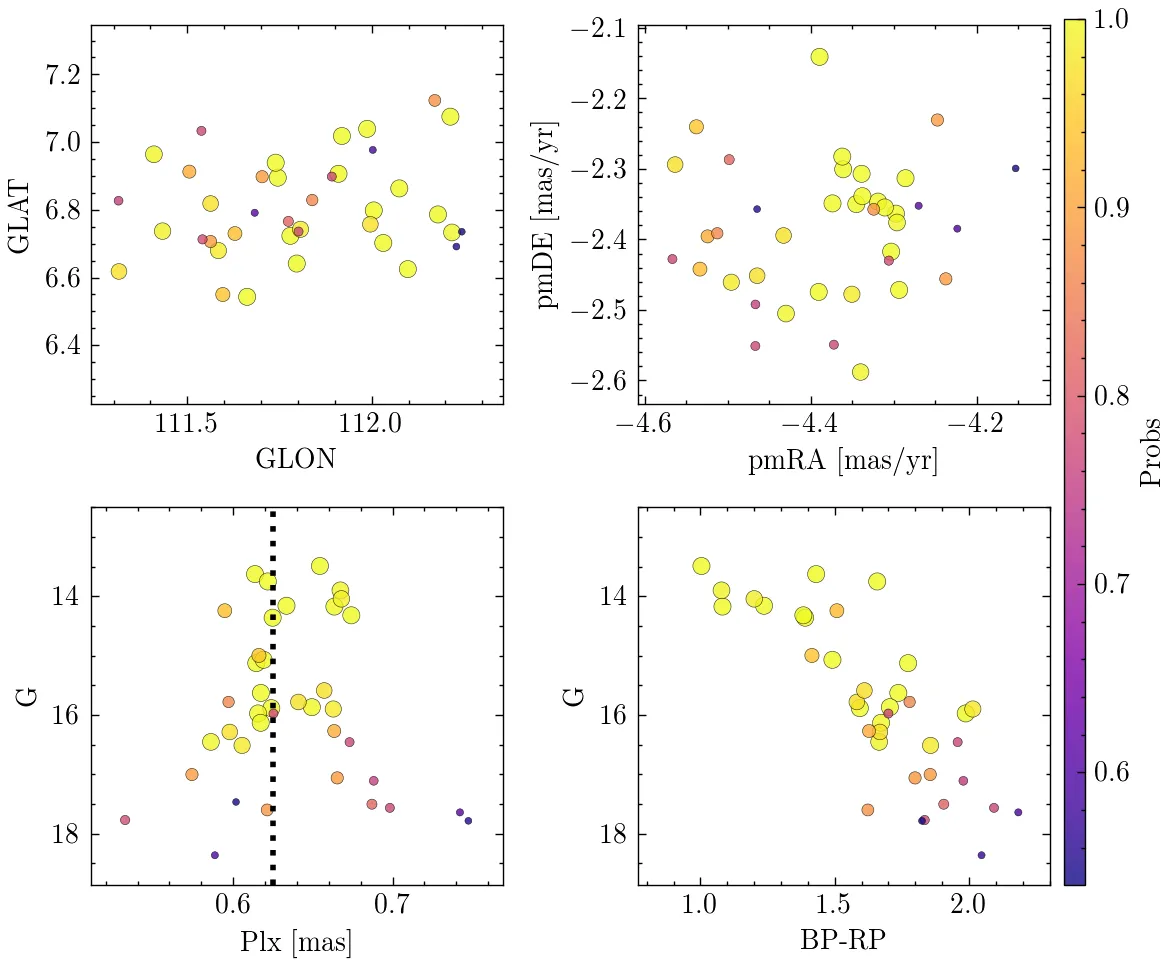 7.2
7.0
6.8
6.6
6.4
GLAT
111.5 112.0
GLON
−2.1
−2.2
−2.3
−2.4
−2.5
−2.6
pmDE [mas/yr]
−4.6 −4.4 −4.2
pmRA [mas/yr]
14
16
18
G
0.6 0.7
Plx [mas]
14
16
18
G
1.0 1.5 2.0
BP-RP
1.0
0.9
0.8
0.7
0.6
Probs